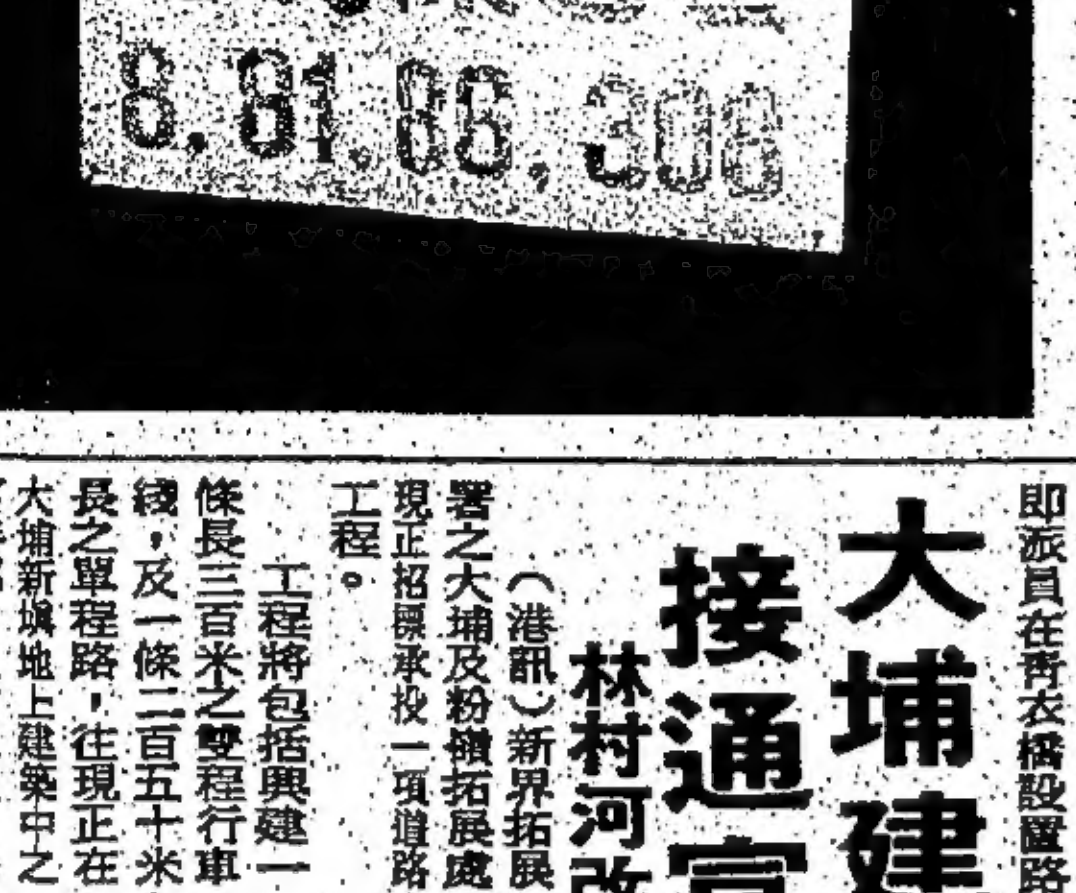 8.81.86.308
即派員在青衣橋設置路
大埔建
接通
林村河改
（港訊）新界拓展
署之大埔及粉嶺拓展處
現正招標承投一項道路
工程。
工程將包括興建一
條長三百米之雙程行車
綫，及一條二百五十米
長之單程路，往現正在
大埔新填地上建築中之